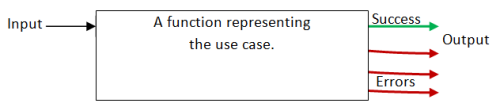 Input
A function representing
the use case.
Success
Output
Errors